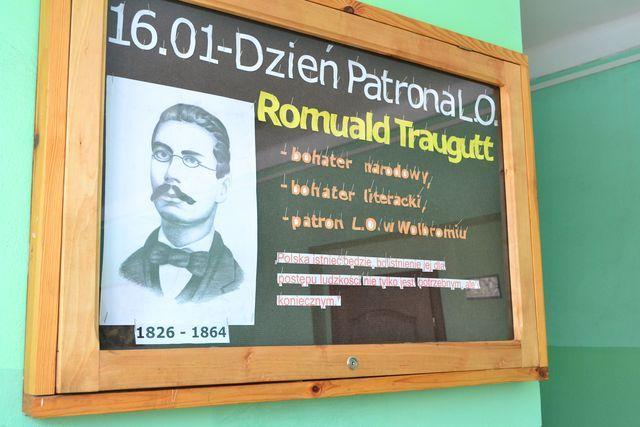 16.01-Dzień Patrona L.O.
Romuald Traugutt
- bohater narodowy,
- bohater literacki,
- patron L.O. w Wolbromiu
Polska istnieć będzie, bo istnienie jej dla
postępu ludzkości nie tylko jest potrzebnym, ale
koniecznym."
1826 - 1864